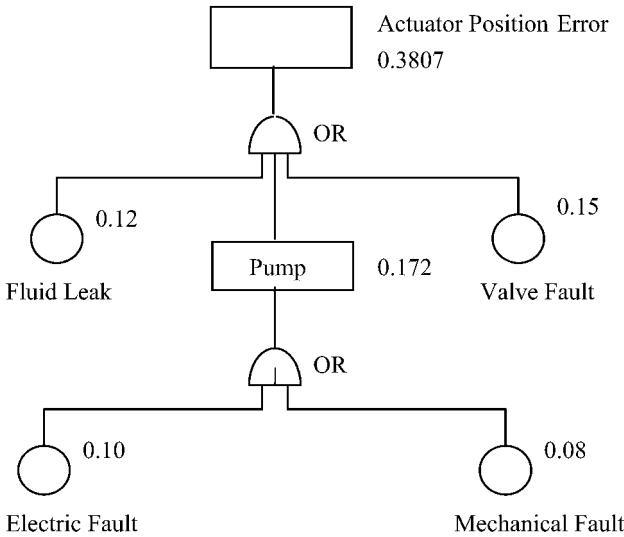 Actuator Position Error
0.3807
OR
0.12
0.15
Fluid Leak
Pump
0.172
Valve Fault
OR
0.10
0.08
Electric Fault
Mechanical Fault